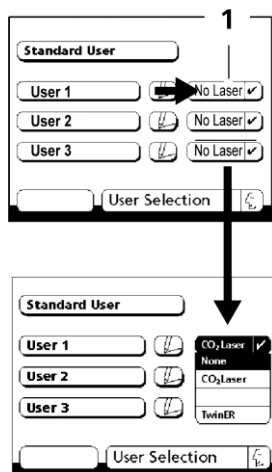 1
Standard User
User 1 No Laser ✔
User 2 No Laser ✔
User 3 No Laser ✔
User Selection
Standard User
User 1 CO₂Laser ✔
None
User 2 CO₂Laser
User 3 TwinER
User Selection